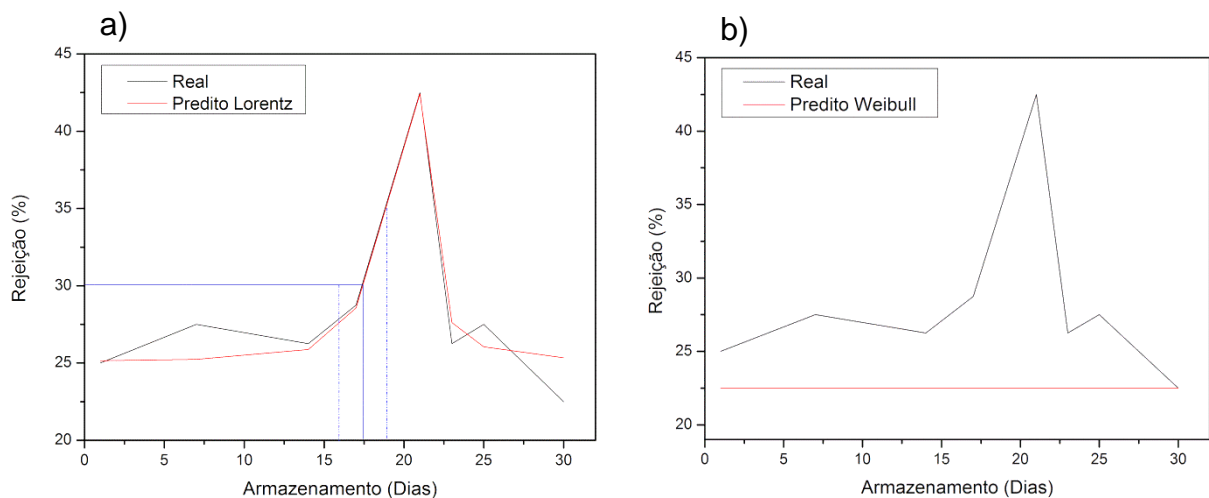 a)
45
40
35
30
25
20
Rejeição (%)
Real
Predito Lorentz
0 5 10 15 20 25 30
Armazenamento (Dias)
b)
45
40
35
30
25
20
Rejeição (%)
Real
Predito Weibull
0 5 10 15 20 25 30
Armazenamento (Dias)